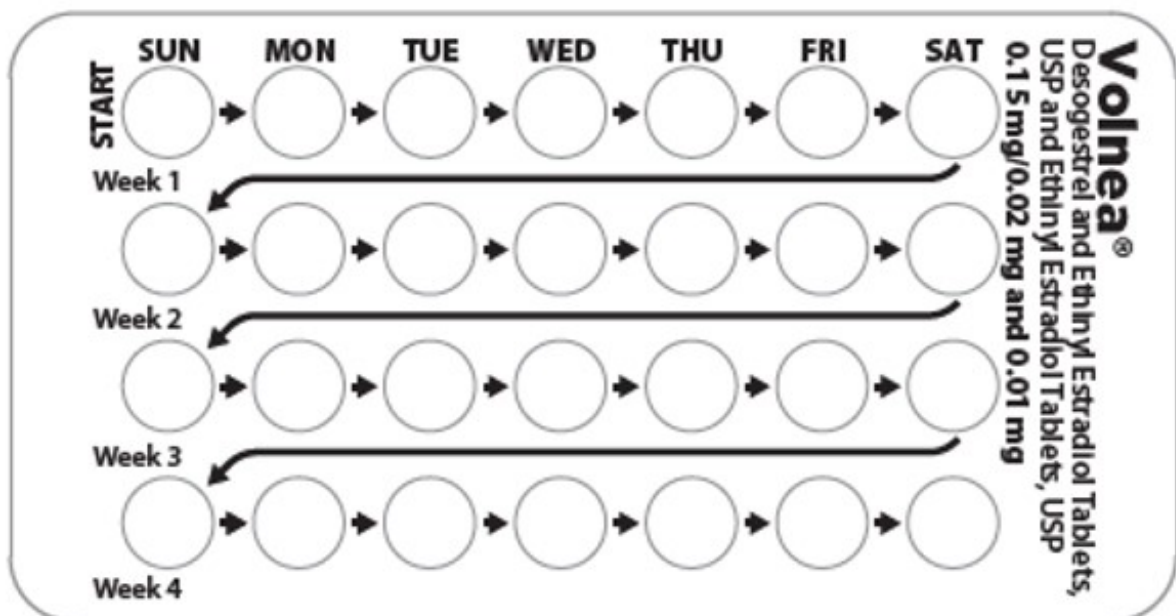 SUN MON TUE WED THU FRI SAT
START
Week 1
Week 2
Week 3
Week 4
Volnea®
Desogestrel and Ethinyl Estradiol Tablets,
USP and Ethinyl Estradiol Tablets, USP
0.15 mg/0.02 mg and 0.01 mg